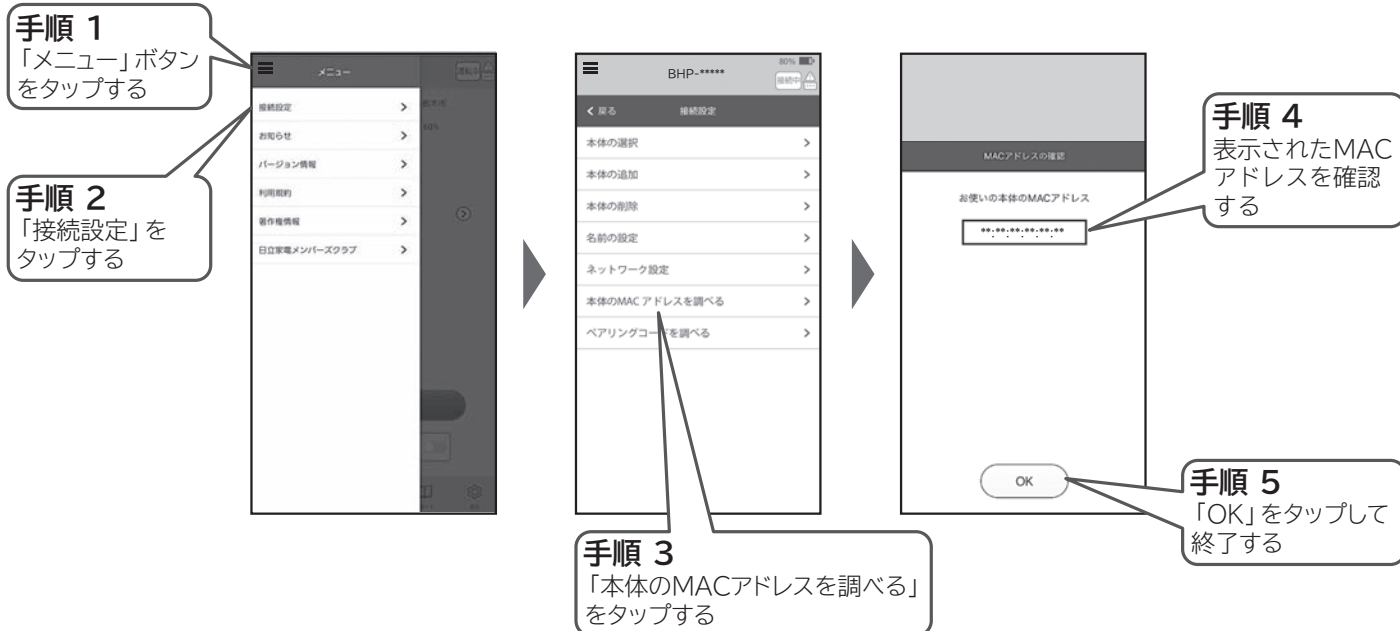 手順 1
「メニュー」ボタン
をタップする
手順 2
「接続設定」を
タップする
メニュー
接続設定
お知らせ
バージョン情報
利用規約
著作権情報
日立家電メンバーズクラブ
80%
BHP-*****
接続中
戻る
接続設定
本体の選択
本体の追加
本体の削除
名前の設定
ネットワーク設定
本体のMAC アドレスを調べる
ペアリングコードを調べる
手順 3
「本体のMACアドレスを調べる」
をタップする
MACアドレスの確認
お使いの本体のMACアドレス
**:**:**:**:**:**
OK
手順 4
表示されたMAC
アドレスを確認
する
手順 5
「OK」をタップして
終了する